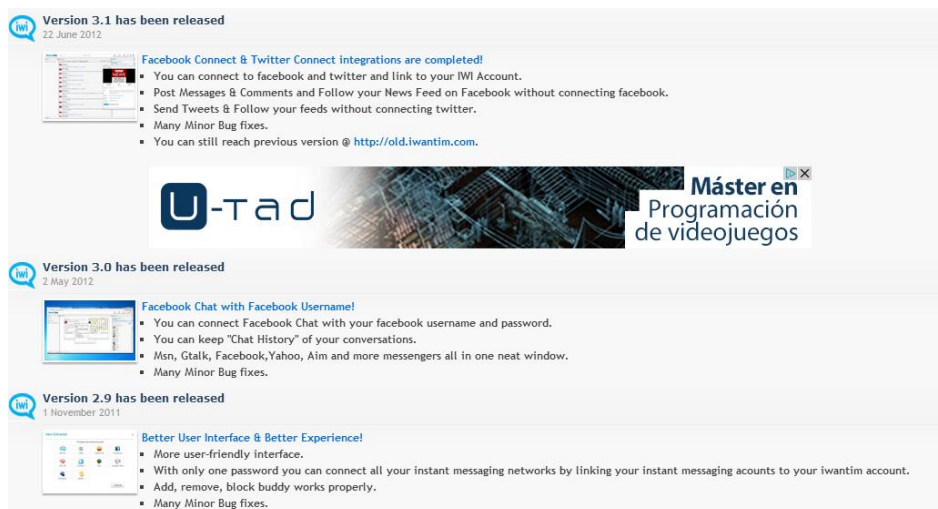 iwi
Version 3.1 has been released
22 June 2012
Facebook Connect & Twitter Connect integrations are completed!
You can connect to facebook and twitter and link to your IWI Account.
Post Messages & Comments and Follow your News Feed on Facebook without connecting facebook.
Send Tweets & Follow your feeds without connecting twitter.
Many Minor Bug fixes.
You can still reach previous version @ http://old.iwantim.com.
U-tad
Máster en
Programación
de videojuegos
iwi
Version 3.0 has been released
2 May 2012
Facebook Chat with Facebook Username!
You can connect Facebook Chat with your facebook username and password.
You can keep "Chat History" of your conversations.
Msn, Gtalk, Facebook,Yahoo, Aim and more messengers all in one neat window.
Many Minor Bug fixes.
iwi
Version 2.9 has been released
1 November 2011
Better User Interface & Better Experience!
More user-friendly interface.
With only one password you can connect all your instant messaging networks by linking your instant messaging acounts to your iwantim account.
Add, remove, block buddy works properly.
Many Minor Bug fixes.